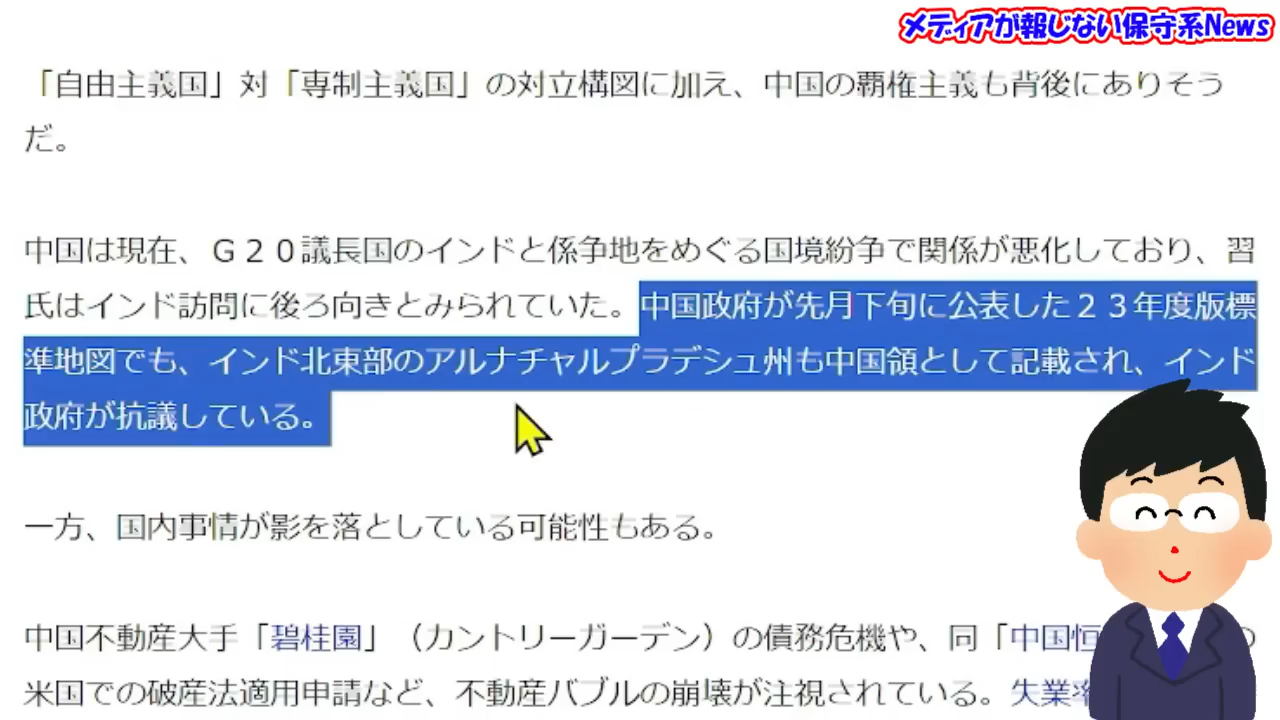 メディアが報じない保守系News
「自由主義国」対「専制主義国」の対立構図に加え、中国の覇権主義も背後にありそう
だ。
中国は現在、Ｇ２０議長国のインドと係争地をめぐる国境紛争で関係が悪化しており、習
氏はインド訪問に後ろ向きとみられていた。中国政府が先月下旬に公表した２３年度版標
準地図でも、インド北東部のアルナチャルプラデシュ州も中国領として記載され、インド
政府が抗議している。
一方、国内事情が影を落としている可能性もある。
中国不動産大手「碧桂園」（カントリーガーデン）の債務危機や、同「中国恒
米国での破産法適用申請など、不動産バブルの崩壊が注視されている。失業